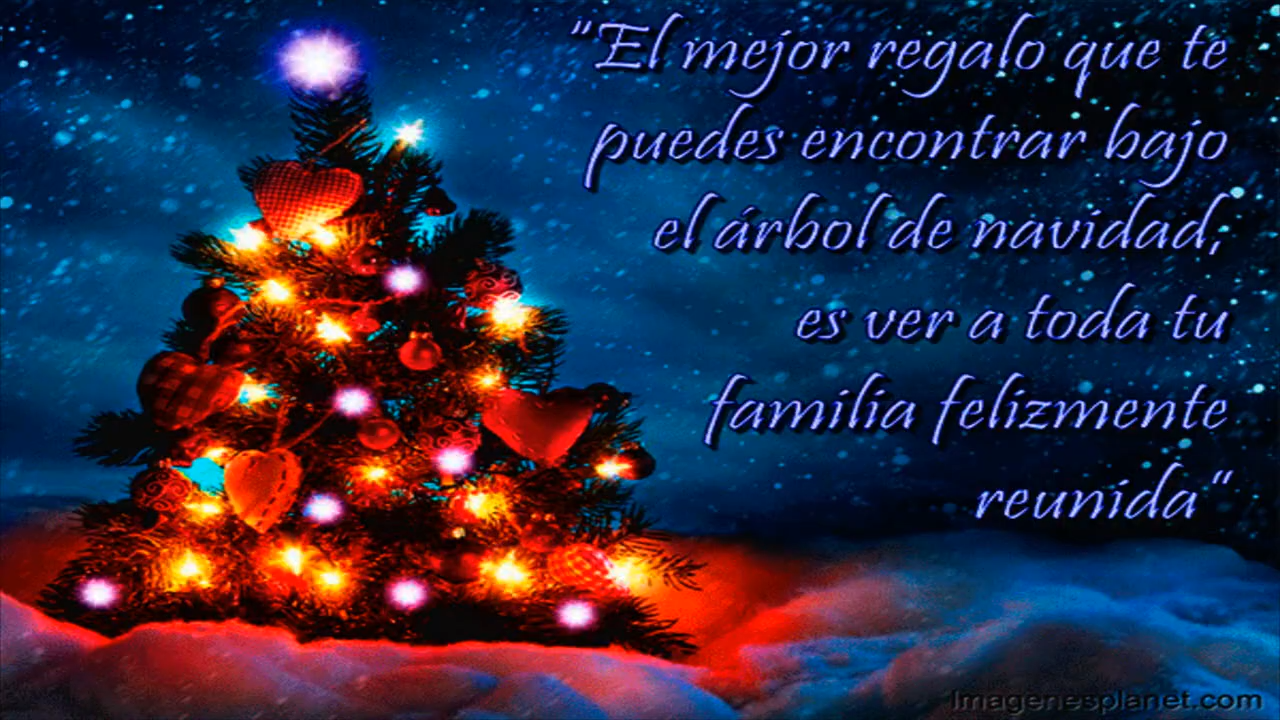 “El mejor regalo que te
puedes encontrar bajo
el árbol de navidad,
es ver a toda tu
familia felizmente
reunida“
Imagenesplanet.com